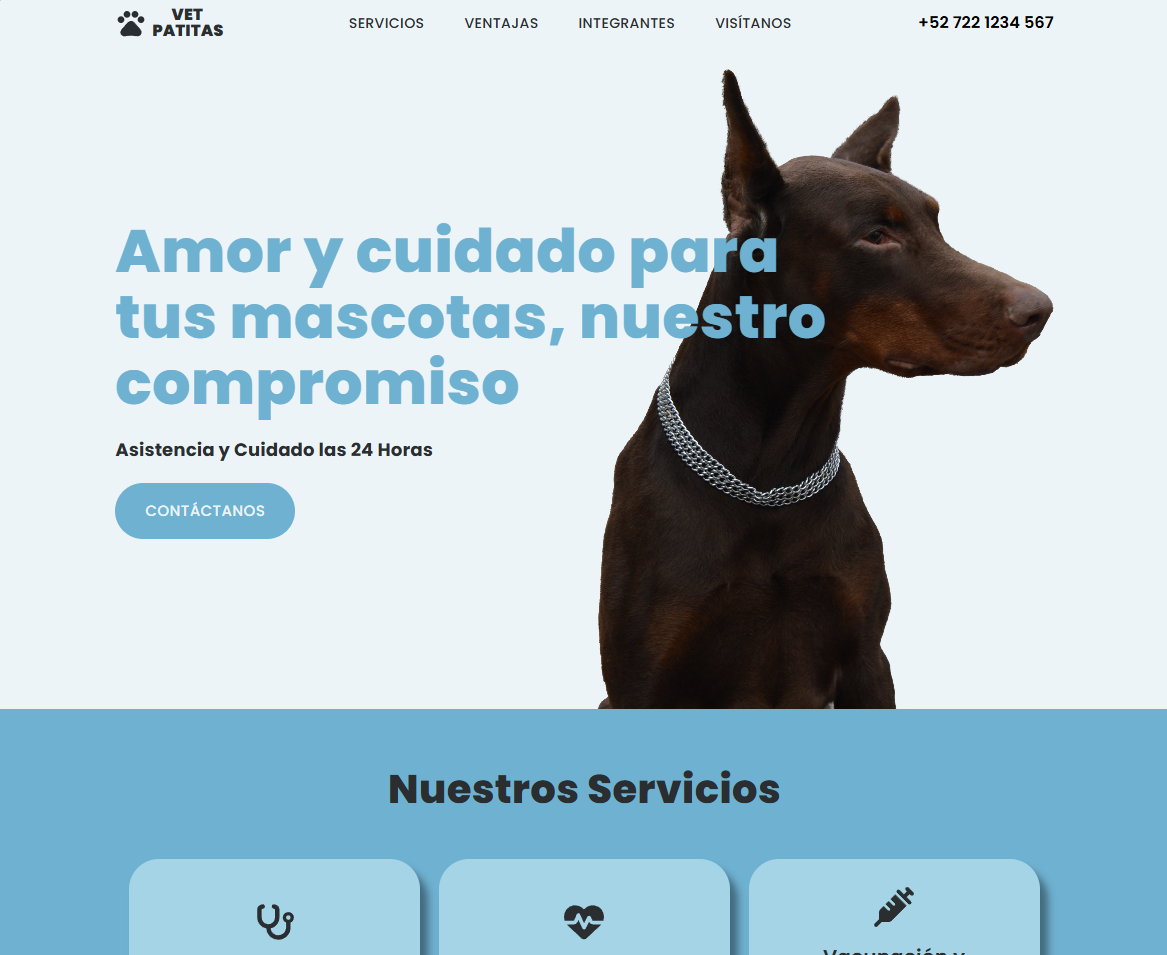 VET
PATITAS
SERVICIOS
VENTAJAS
INTEGRANTES
VISÍTANOS
+52 722 1234 567
Amor y cuidado para
tus mascotas, nuestro
compromiso
Asistencia y Cuidado las 24 Horas
CONTÁCTANOS
Nuestros Servicios
Vacunación y